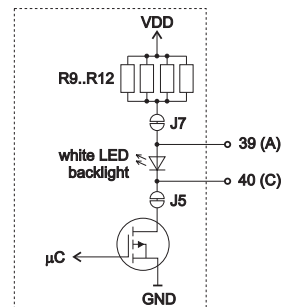 VDD
R9..R12
J7
39 (A)
white LED
backlight
40 (C)
J5
µC
GND